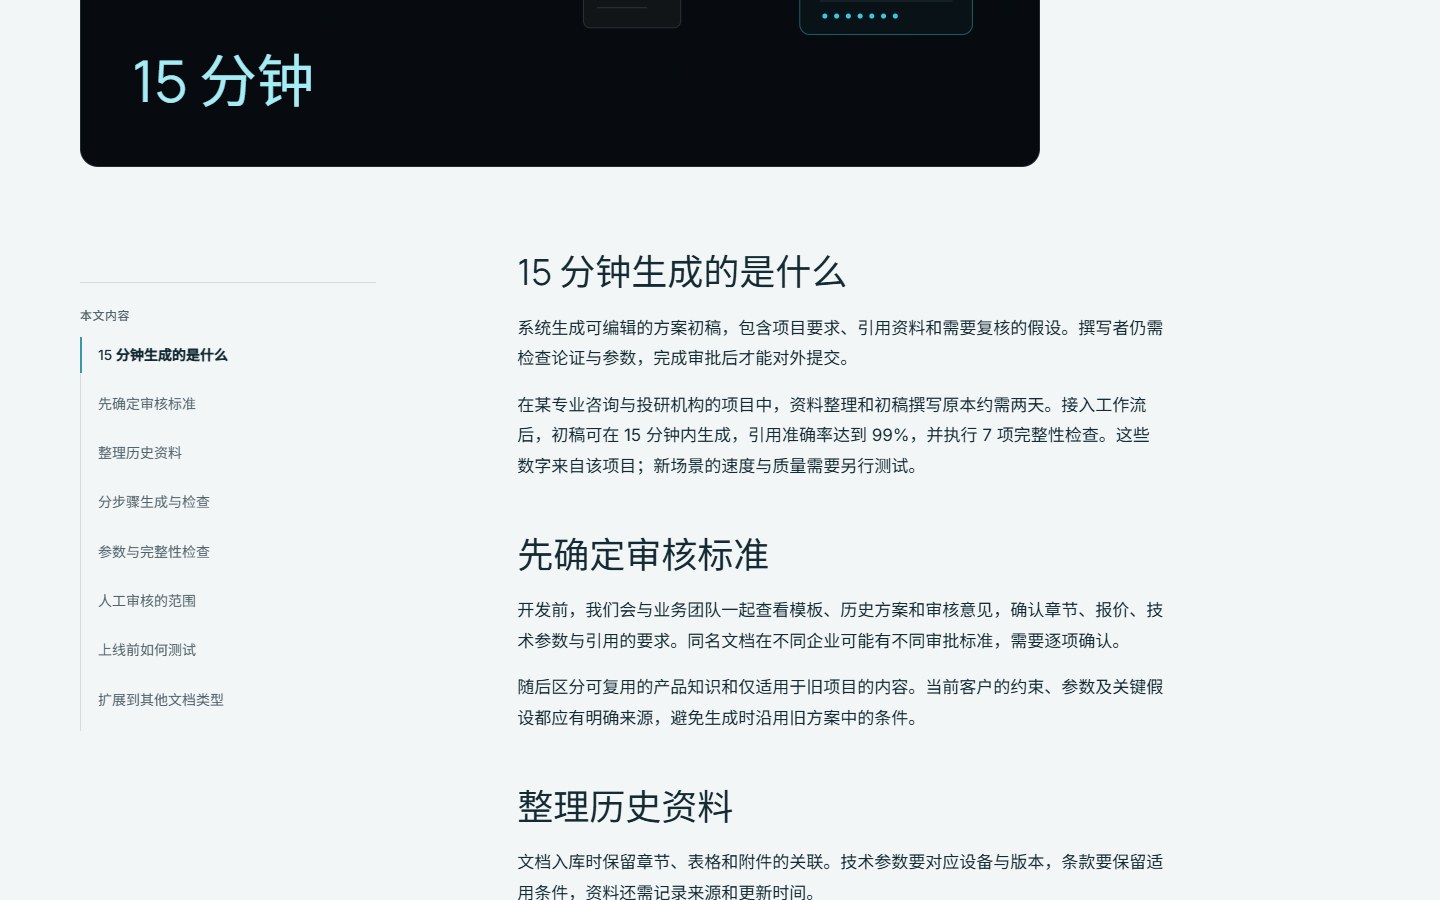 15 分钟
本文内容
15 分钟生成的是什么
先确定审核标准
整理历史资料
分步骤生成与检查
参数与完整性检查
人工审核的范围
上线前如何测试
扩展到其他文档类型
15 分钟生成的是什么
系统生成可编辑的方案初稿，包含项目要求、引用资料和需要复核的假设。撰写者仍需
检查论证与参数，完成审批后才能对外提交。
在某专业咨询与投研机构的项目中，资料整理和初稿撰写原本约需两天。接入工作流
后，初稿可在 15 分钟内生成，引用准确率达到 99%，并执行 7 项完整性检查。这些
数字来自该项目；新场景的速度与质量需要另行测试。
先确定审核标准
开发前，我们会与业务团队一起查看模板、历史方案和审核意见，确认章节、报价、技
术参数与引用的要求。同名文档在不同企业可能有不同审批标准，需要逐项确认。
随后区分可复用的产品知识和仅适用于旧项目的内容。当前客户的约束、参数及关键假
设都应有明确来源，避免生成时沿用旧方案中的条件。
整理历史资料
文档入库时保留章节、表格和附件的关联。技术参数要对应设备与版本，条款要保留适
用条件，资料还需记录来源和更新时间。